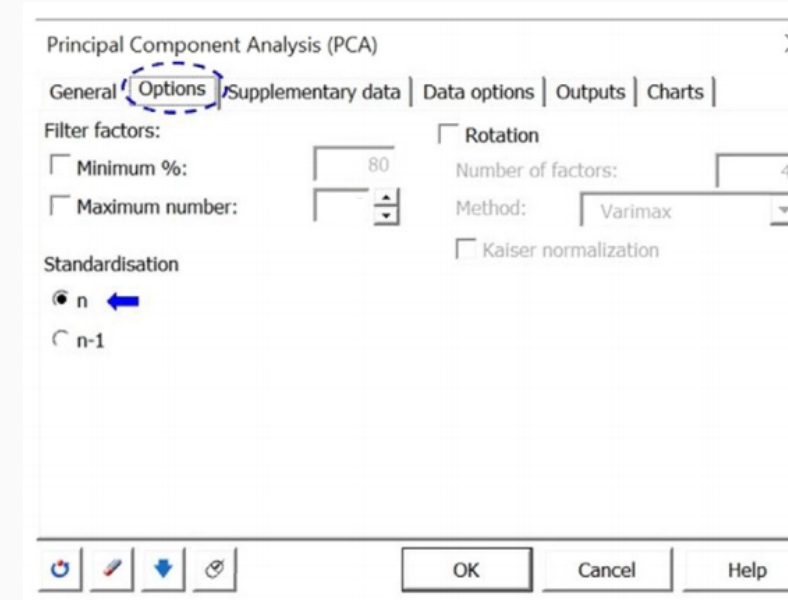 Principal Component Analysis (PCA)
General Options Supplementary data Data options Outputs Charts
Filter factors:
Minimum %: 80
Maximum number:
Standardisation
n
n-1
Rotation
Number of factors: 4
Method: Varimax
Kaiser normalization
OK Cancel Help